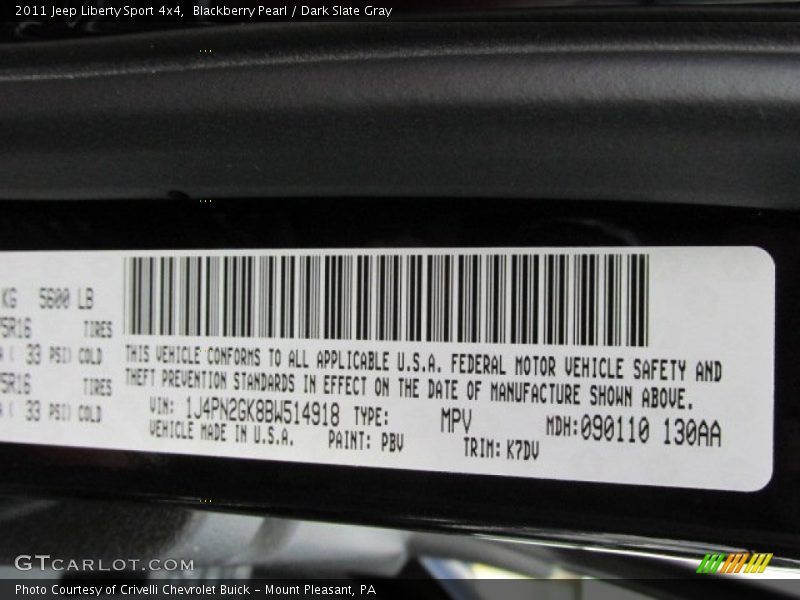 2011 Jeep Liberty Sport 4x4, Blackberry Pearl / Dark Slate Gray
KG 5600 LB
5R16 TIRES
( 33 PSI) COLD
5R16 TIRES
( 33 PSI) COLD
THIS VEHICLE CONFORMS TO ALL APPLICABLE U.S.A. FEDERAL MOTOR VEHICLE SAFETY AND
THEFT PREVENTION STANDARDS IN EFFECT ON THE DATE OF MANUFACTURE SHOWN ABOVE.
VIN: 1J4PN2GK8BW514918 TYPE: MPV MDH:090110 130AA
VEHICLE MADE IN U.S.A. PAINT: PBV TRIM: K7DV
GTCARLOT.COM
Photo Courtesy of Crivelli Chevrolet Buick - Mount Pleasant, PA